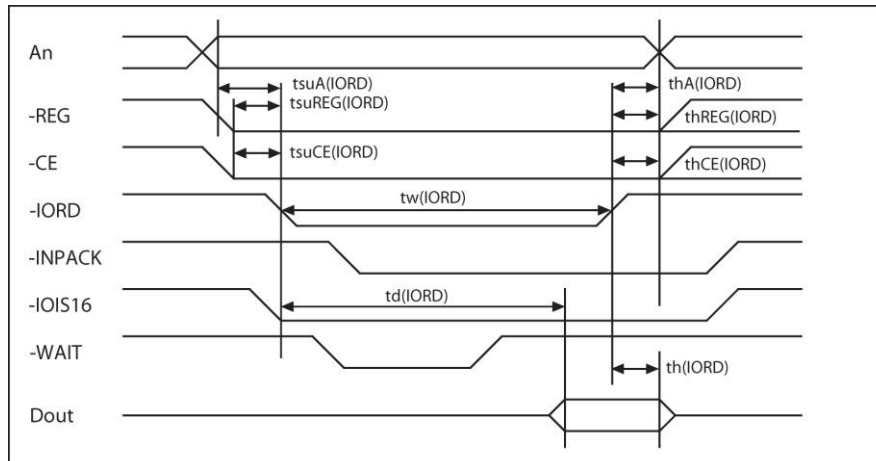 An
tsuA(IORD)
thA(IORD)
tsuREG(IORD)
-REG
thREG(IORD)
-CE
tsuCE(IORD)
thCE(IORD)
-IORD
tw(IORD)
-INPACK
-IOIS16
td(IORD)
-WAIT
th(IORD)
Dout